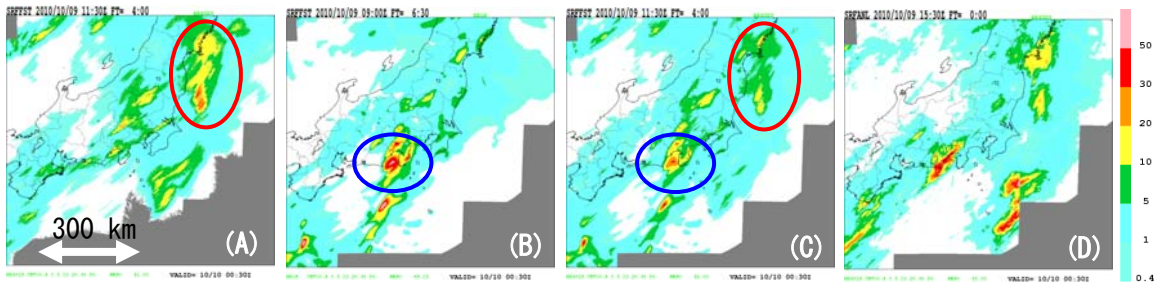 SRFFST 2010/10/09 11:30Z FT= 4:00
300 km
(A)
VALID= 10/10 00:30Z
SRFFST 2010/10/09 09:00Z FT= 6:30
(B)
VALID= 10/10 00:30Z
SRFFST 2010/10/09 11:30Z FT= 4:00
(C)
VALID= 10/10 00:30Z
SRFANL 2010/10/09 15:30Z FT= 0:00
(D)
VALID= 10/10 00:30Z
50
30
20
10
5
1
0.4